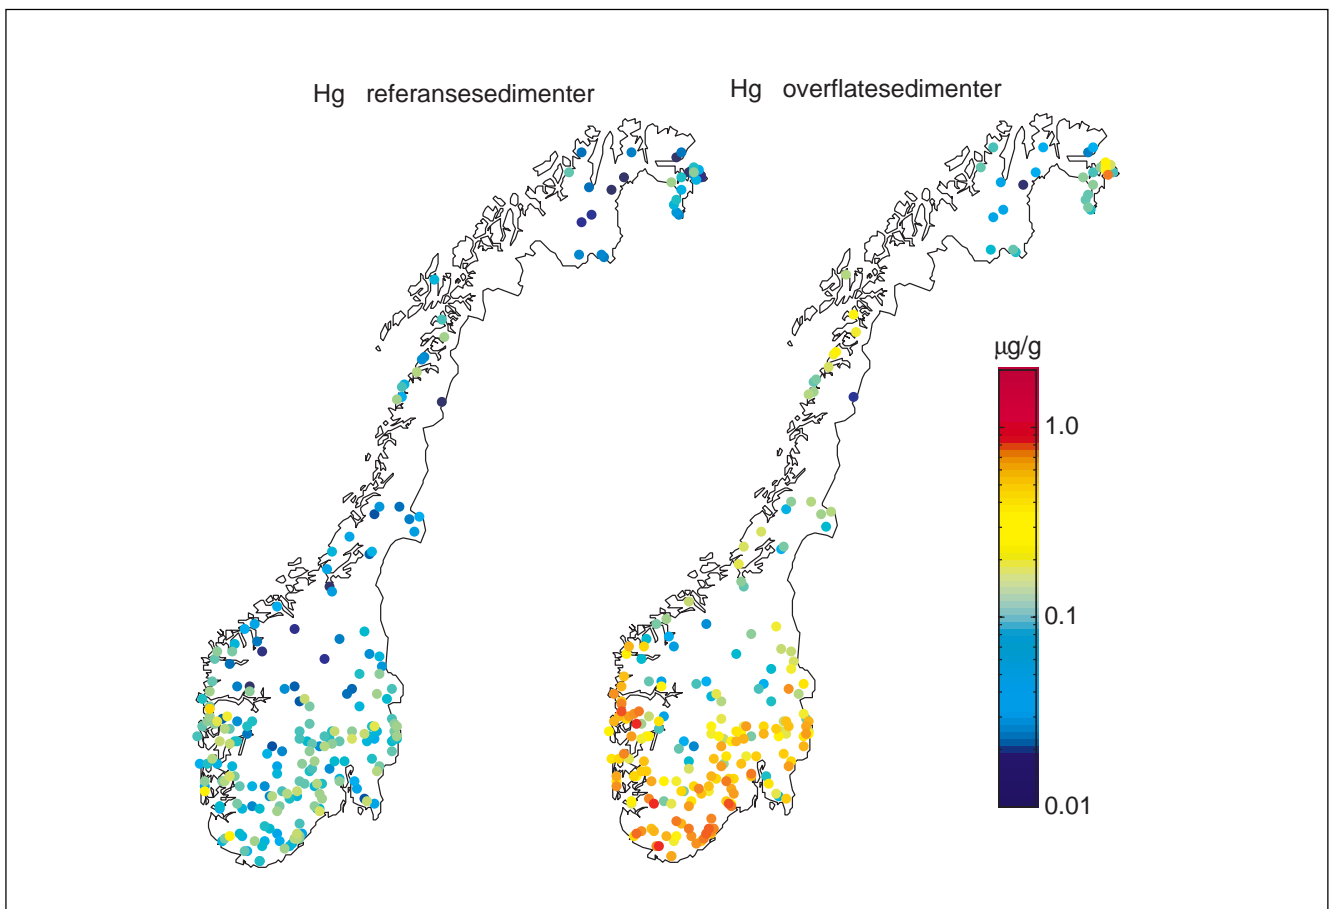 Hg referansesedimenter
Hg overflatesedimenter
µg/g
1.0
0.1
0.01